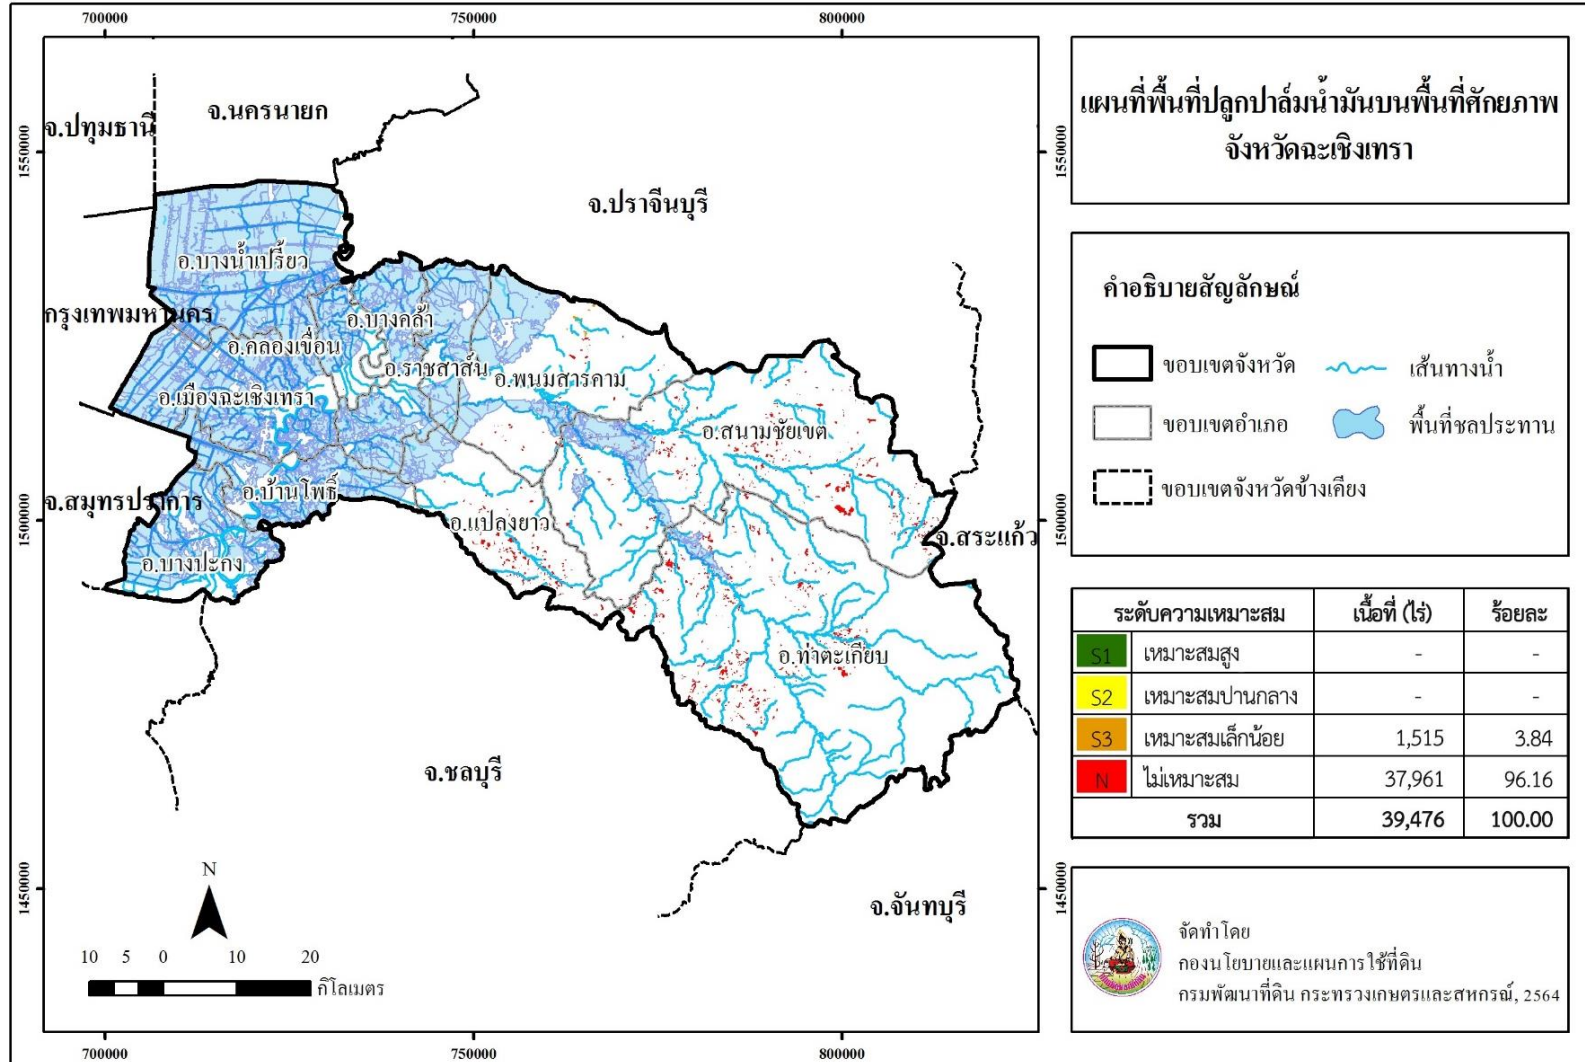 700000
750000
800000
แผนที่พื้นที่ปลูกปาล์มน้ำมันบนพื้นที่ศักยภาพ
จังหวัดฉะเชิงเทรา
จ.นครนายก
จ.ปทุมธานี
1550000
1550000
จ.ปราจีนบุรี
อ.บางน้ำเปรี้ยว
กรุงเทพมหานคร
อ.บางคล้า
อ.คลองเขื่อน
อ.ราชสาส์น
อ.พนมสารคาม
อ.เมืองฉะเชิงเทรา
อ.สนามชัยเขต
อ.บ้านโพธิ์
จ.สมุทรปราการ
อ.แปลงยาว
1500000
1500000
จ.สระแก้ว
อ.บางปะกง
อ.ท่าตะเกียบ
จ.ชลบุรี
จ.จันทบุรี
1450000
1450000
N
10 5 0 10 20
กิโลเมตร
700000
750000
800000
คำอธิบายสัญลักษณ์
ขอบเขตจังหวัด
เส้นทางน้ำ
ขอบเขตอำเภอ
พื้นที่ชลประทาน
ขอบเขตจังหวัดข้างเคียง
ระดับความเหมาะสม เนื้อที่ (ไร่) ร้อยละ
S1 เหมาะสมสูง - -
S2 เหมาะสมปานกลาง - -
S3 เหมาะสมเล็กน้อย 1,515 3.84
N ไม่เหมาะสม 37,961 96.16
รวม 39,476 100.00
จัดทำโดย
กองนโยบายและแผนการใช้ที่ดิน
กรมพัฒนาที่ดิน กระทรวงเกษตรและสหกรณ์, 2564